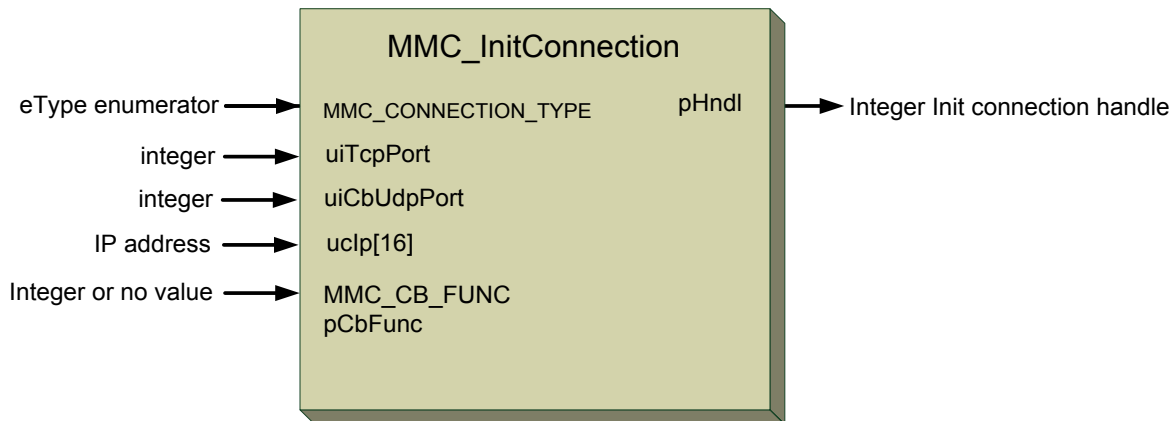 MMC_InitConnection
eType enumerator
MMC_CONNECTION_TYPE
pHndl
Integer Init connection handle
integer
uiTcpPort
integer
uiCbUdpPort
IP address
ucIp[16]
Integer or no value
MMC_CB_FUNC
pCbFunc